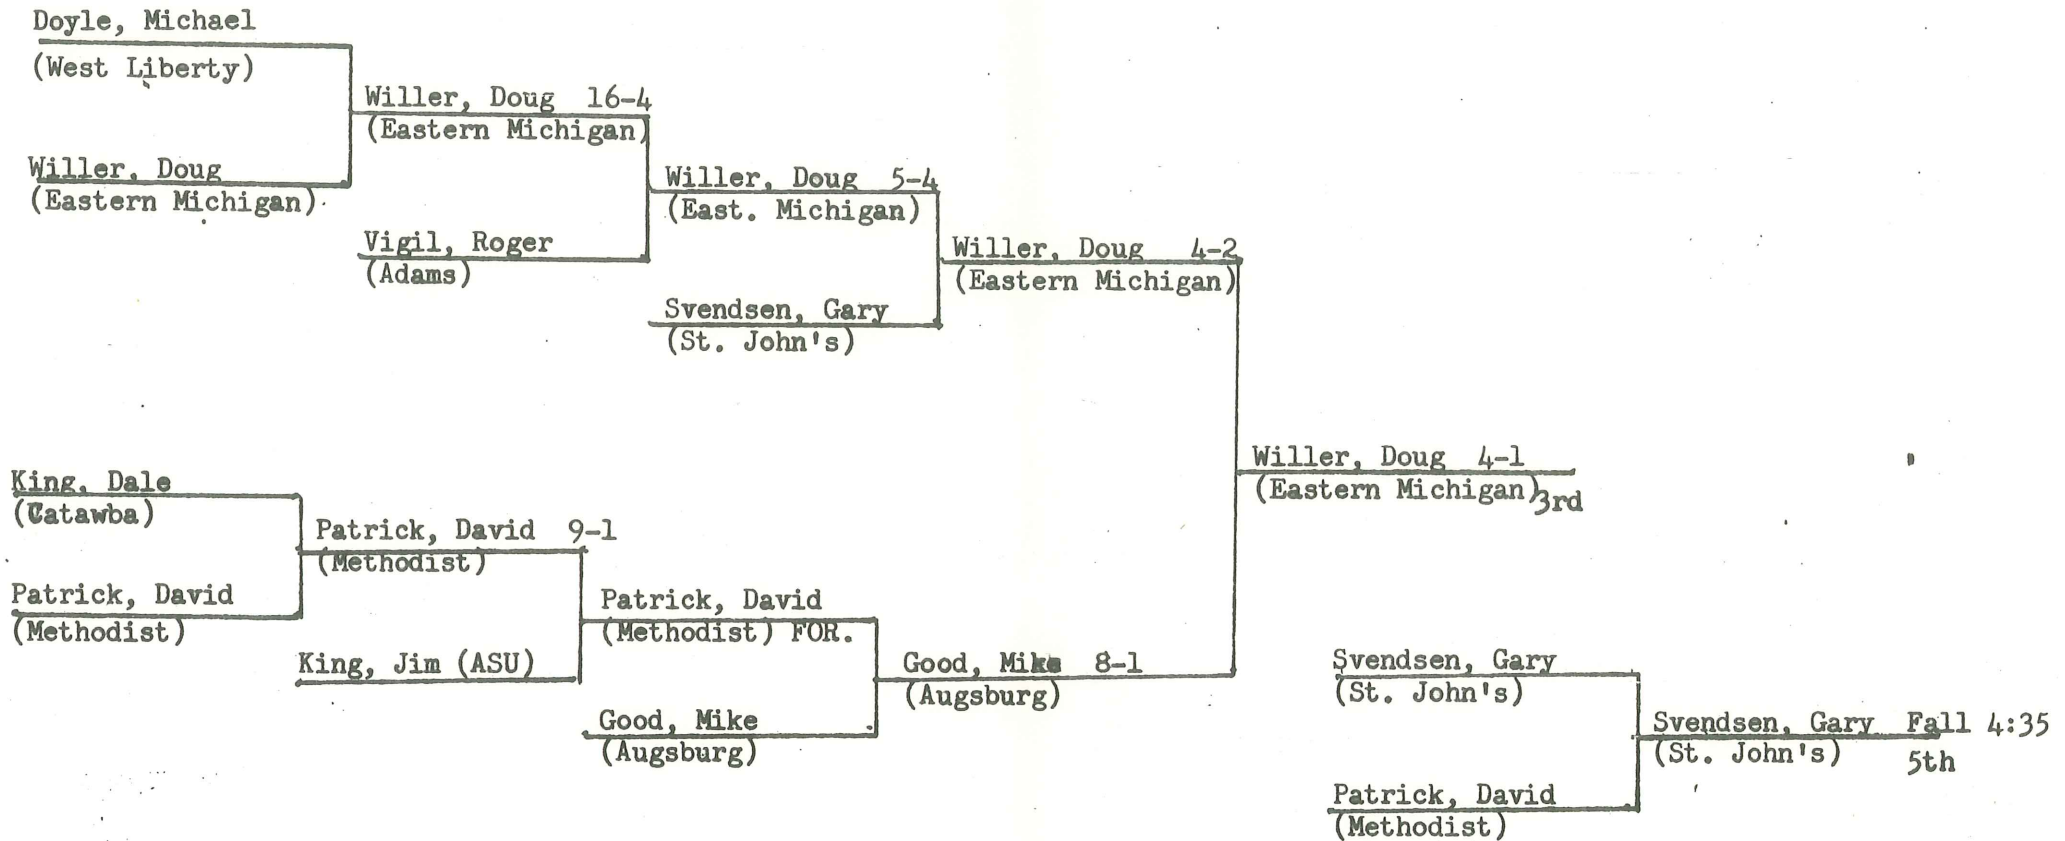 Doyle, Michael
(West Liberty)
Willer, Doug 16-4
(Eastern Michigan)
Willer, Doug
(Eastern Michigan)
Willer, Doug 5-4
(East. Michigan)
Vigil, Roger
(Adams)
Willer, Doug 4-2
(Eastern Michigan)
Svendsen, Gary
(St. John's)
Willer, Doug 4-1
(Eastern Michigan) 3rd
King, Dale
(Catawba)
Patrick, David 9-1
(Methodist)
Patrick, David
(Methodist)
Patrick, David
(Methodist) FOR.
King, Jim (ASU)
Good, Mike 8-1
(Augsburg)
Good, Mike
(Augsburg)
Svendsen, Gary
(St. John's)
Svendsen, Gary Fall 4:35
(St. John's) 5th
Patrick, David
(Methodist)